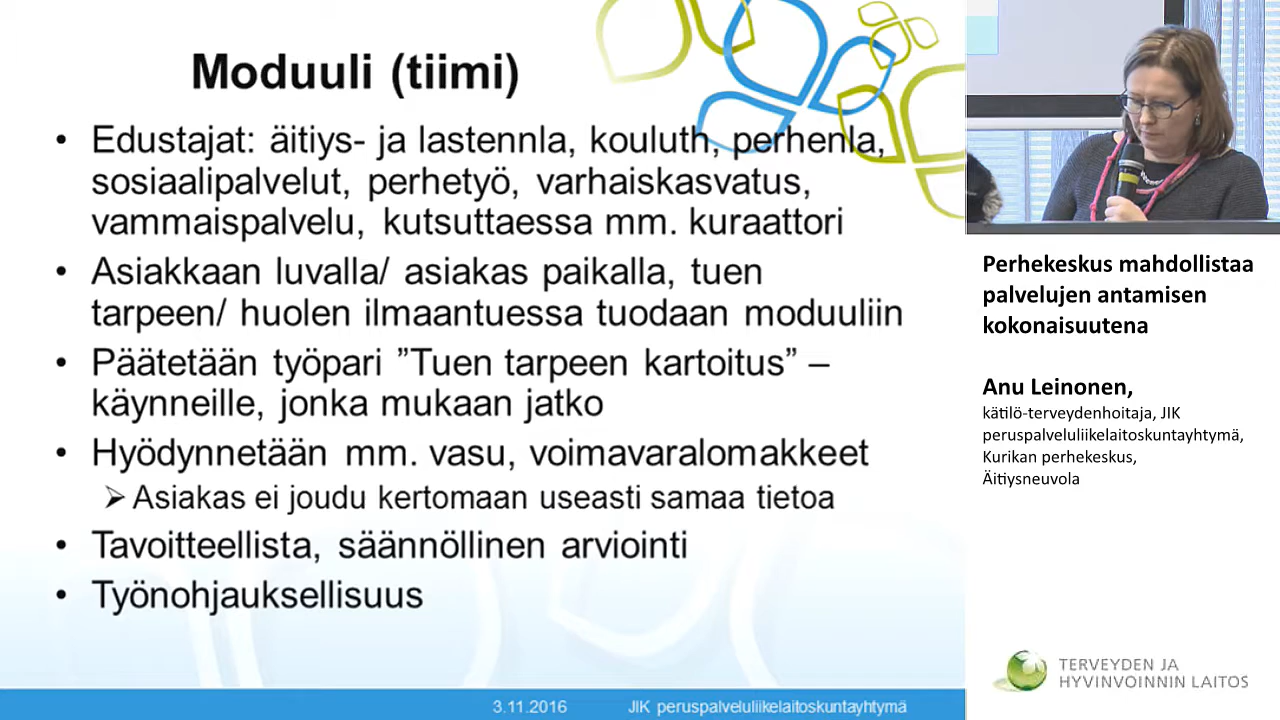 Moduuli (tiimi)
• Edustajat: äitiys- ja lastennla, kouluth, perhenla,
sosiaalipalvelut, perhetyö, varhaiskasvatus,
vammaispalvelu, kutsuttaessa mm. kuraattori
• Asiakkaan luvalla/ asiakas paikalla, tuen
tarpeen/ huolen ilmaantuessa tuodaan moduuliin
• Päätetään työpari ”Tuen tarpeen kartoitus” –
käynneille, jonka mukaan jatko
• Hyödynnetään mm. vasu, voimavaralomakkeet
➢ Asiakas ei joudu kertomaan useasti samaa tietoa
• Tavoitteellista, säännöllinen arviointi
• Työnohjauksellisuus
3.11.2016 JIK peruspalveluliikelaitoskuntayhtymä
Perhekeskus mahdollistaa
palvelujen antamisen
kokonaisuutena
Anu Leinonen,
kätilö-terveydenhoitaja, JIK
peruspalveluliikelaitoskuntayhtymä,
Kurikan perhekeskus,
Äitiysneuvola
TERVEYDEN JA
HYVINVOINNIN LAITOS